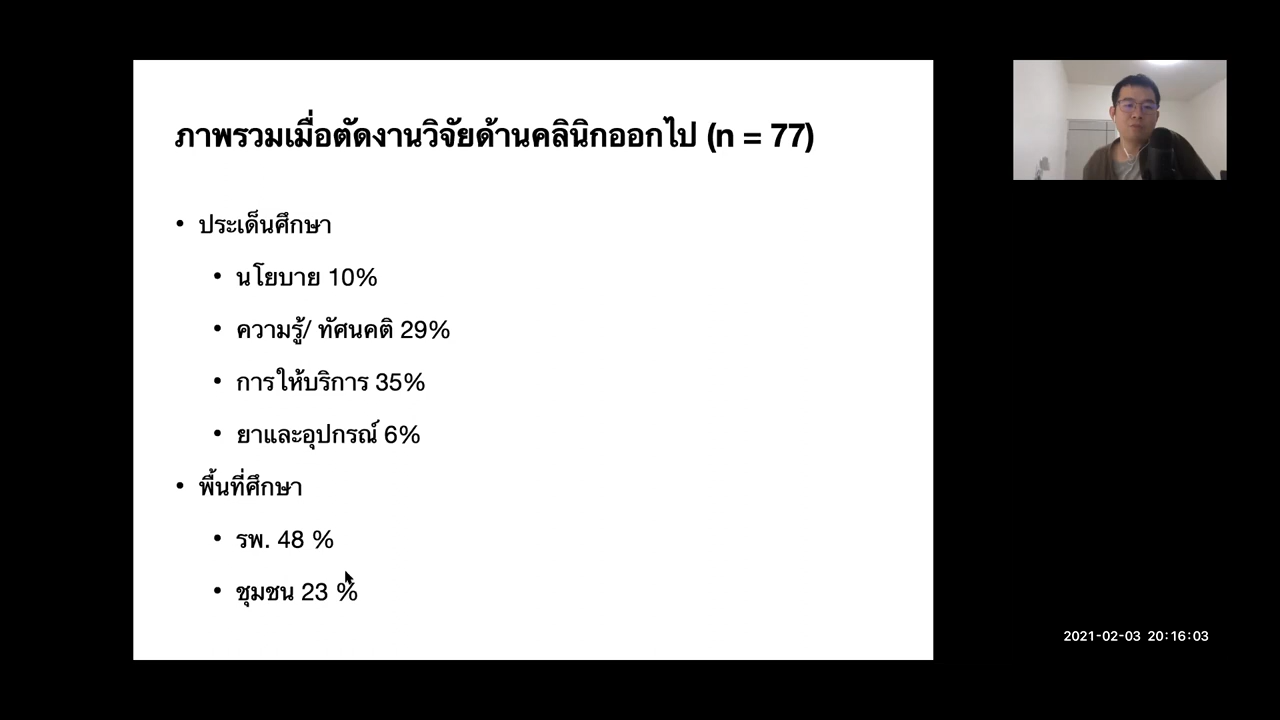 ภาพรวมเมื่อตัดงานวิจัยด้านคลินิกออกไป (n = 77)
• ประเด็นศึกษา
• นโยบาย 10%
• ความรู้/ ทัศนคติ 29%
• การให้บริการ 35%
• ยาและอุปกรณ์ 6%
• พื้นที่ศึกษา
• รพ. 48 %
• ชุมชน 23 %
2021-02-03 20:16:03